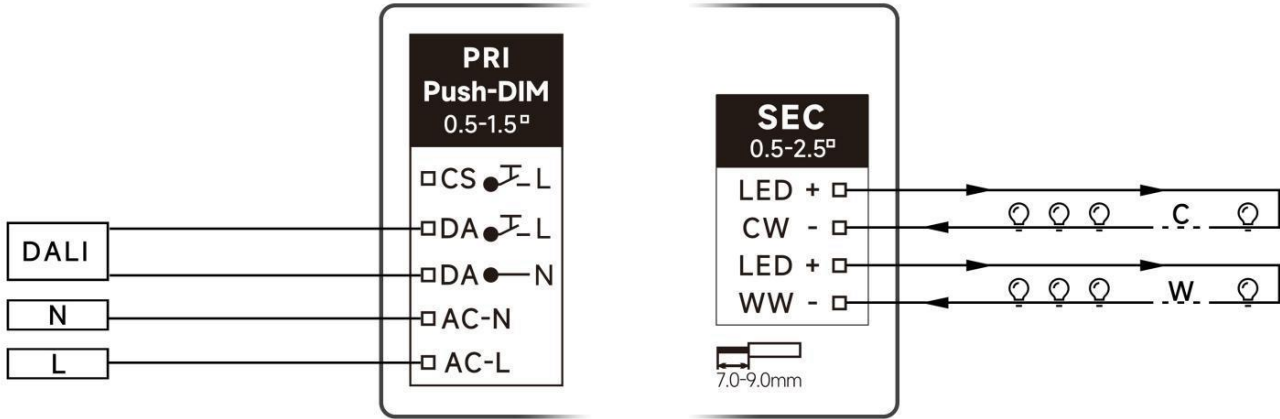 PRI
Push-DIM
0.5-1.5▫
CS L
DA L
DA N
AC-N
AC-L
DALI
N
L
SEC
0.5-2.5▫
LED +
CW -
LED +
WW -
C
W
7.0-9.0mm